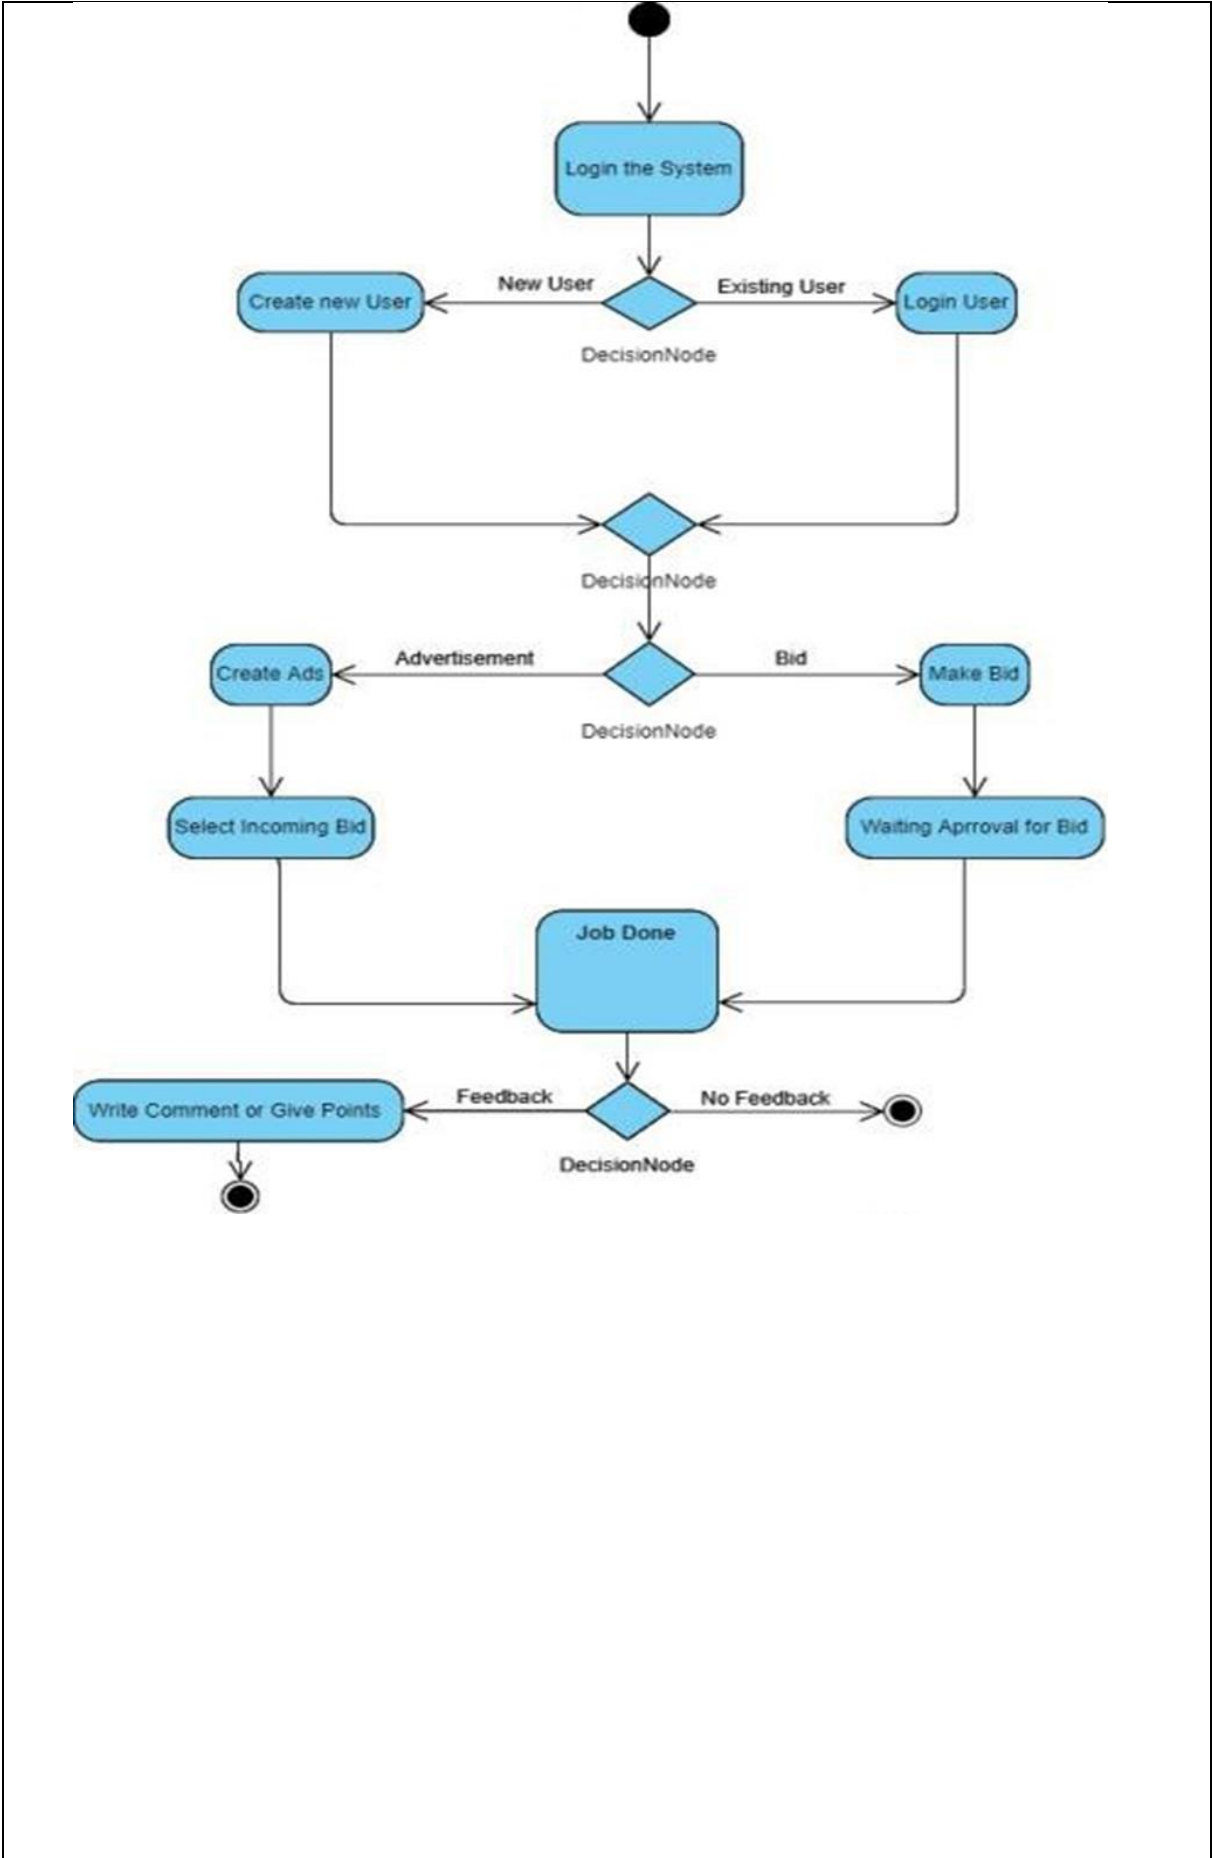 Login the System
New User
Existing User
Create new User
Login User
DecisionNode
DecisionNode
Advertisement
Bid
Create Ads
Make Bid
DecisionNode
Select Incoming Bid
Waiting Aprroval for Bid
Job Done
Feedback
No Feedback
Write Comment or Give Points
DecisionNode